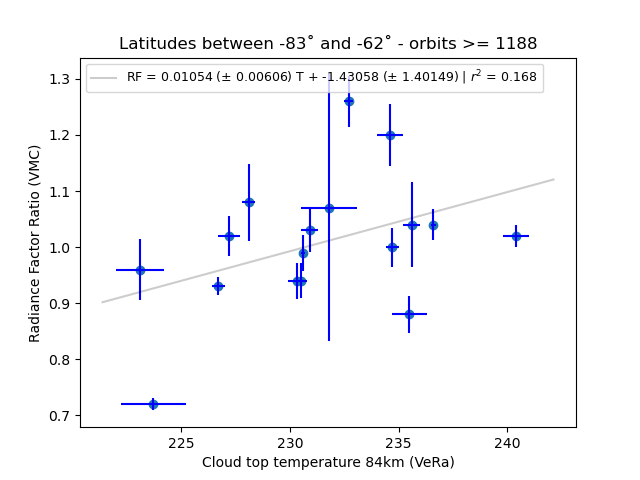 Latitudes between -83° and -62° - orbits >= 1188
RF = 0.01054 (± 0.00606) T + -1.43058 (± 1.40149) | r² = 0.168
1.3
1.2
1.1
1.0
0.9
0.8
0.7
Radiance Factor Ratio (VMC)
225 230 235 240
Cloud top temperature 84km (VeRa)